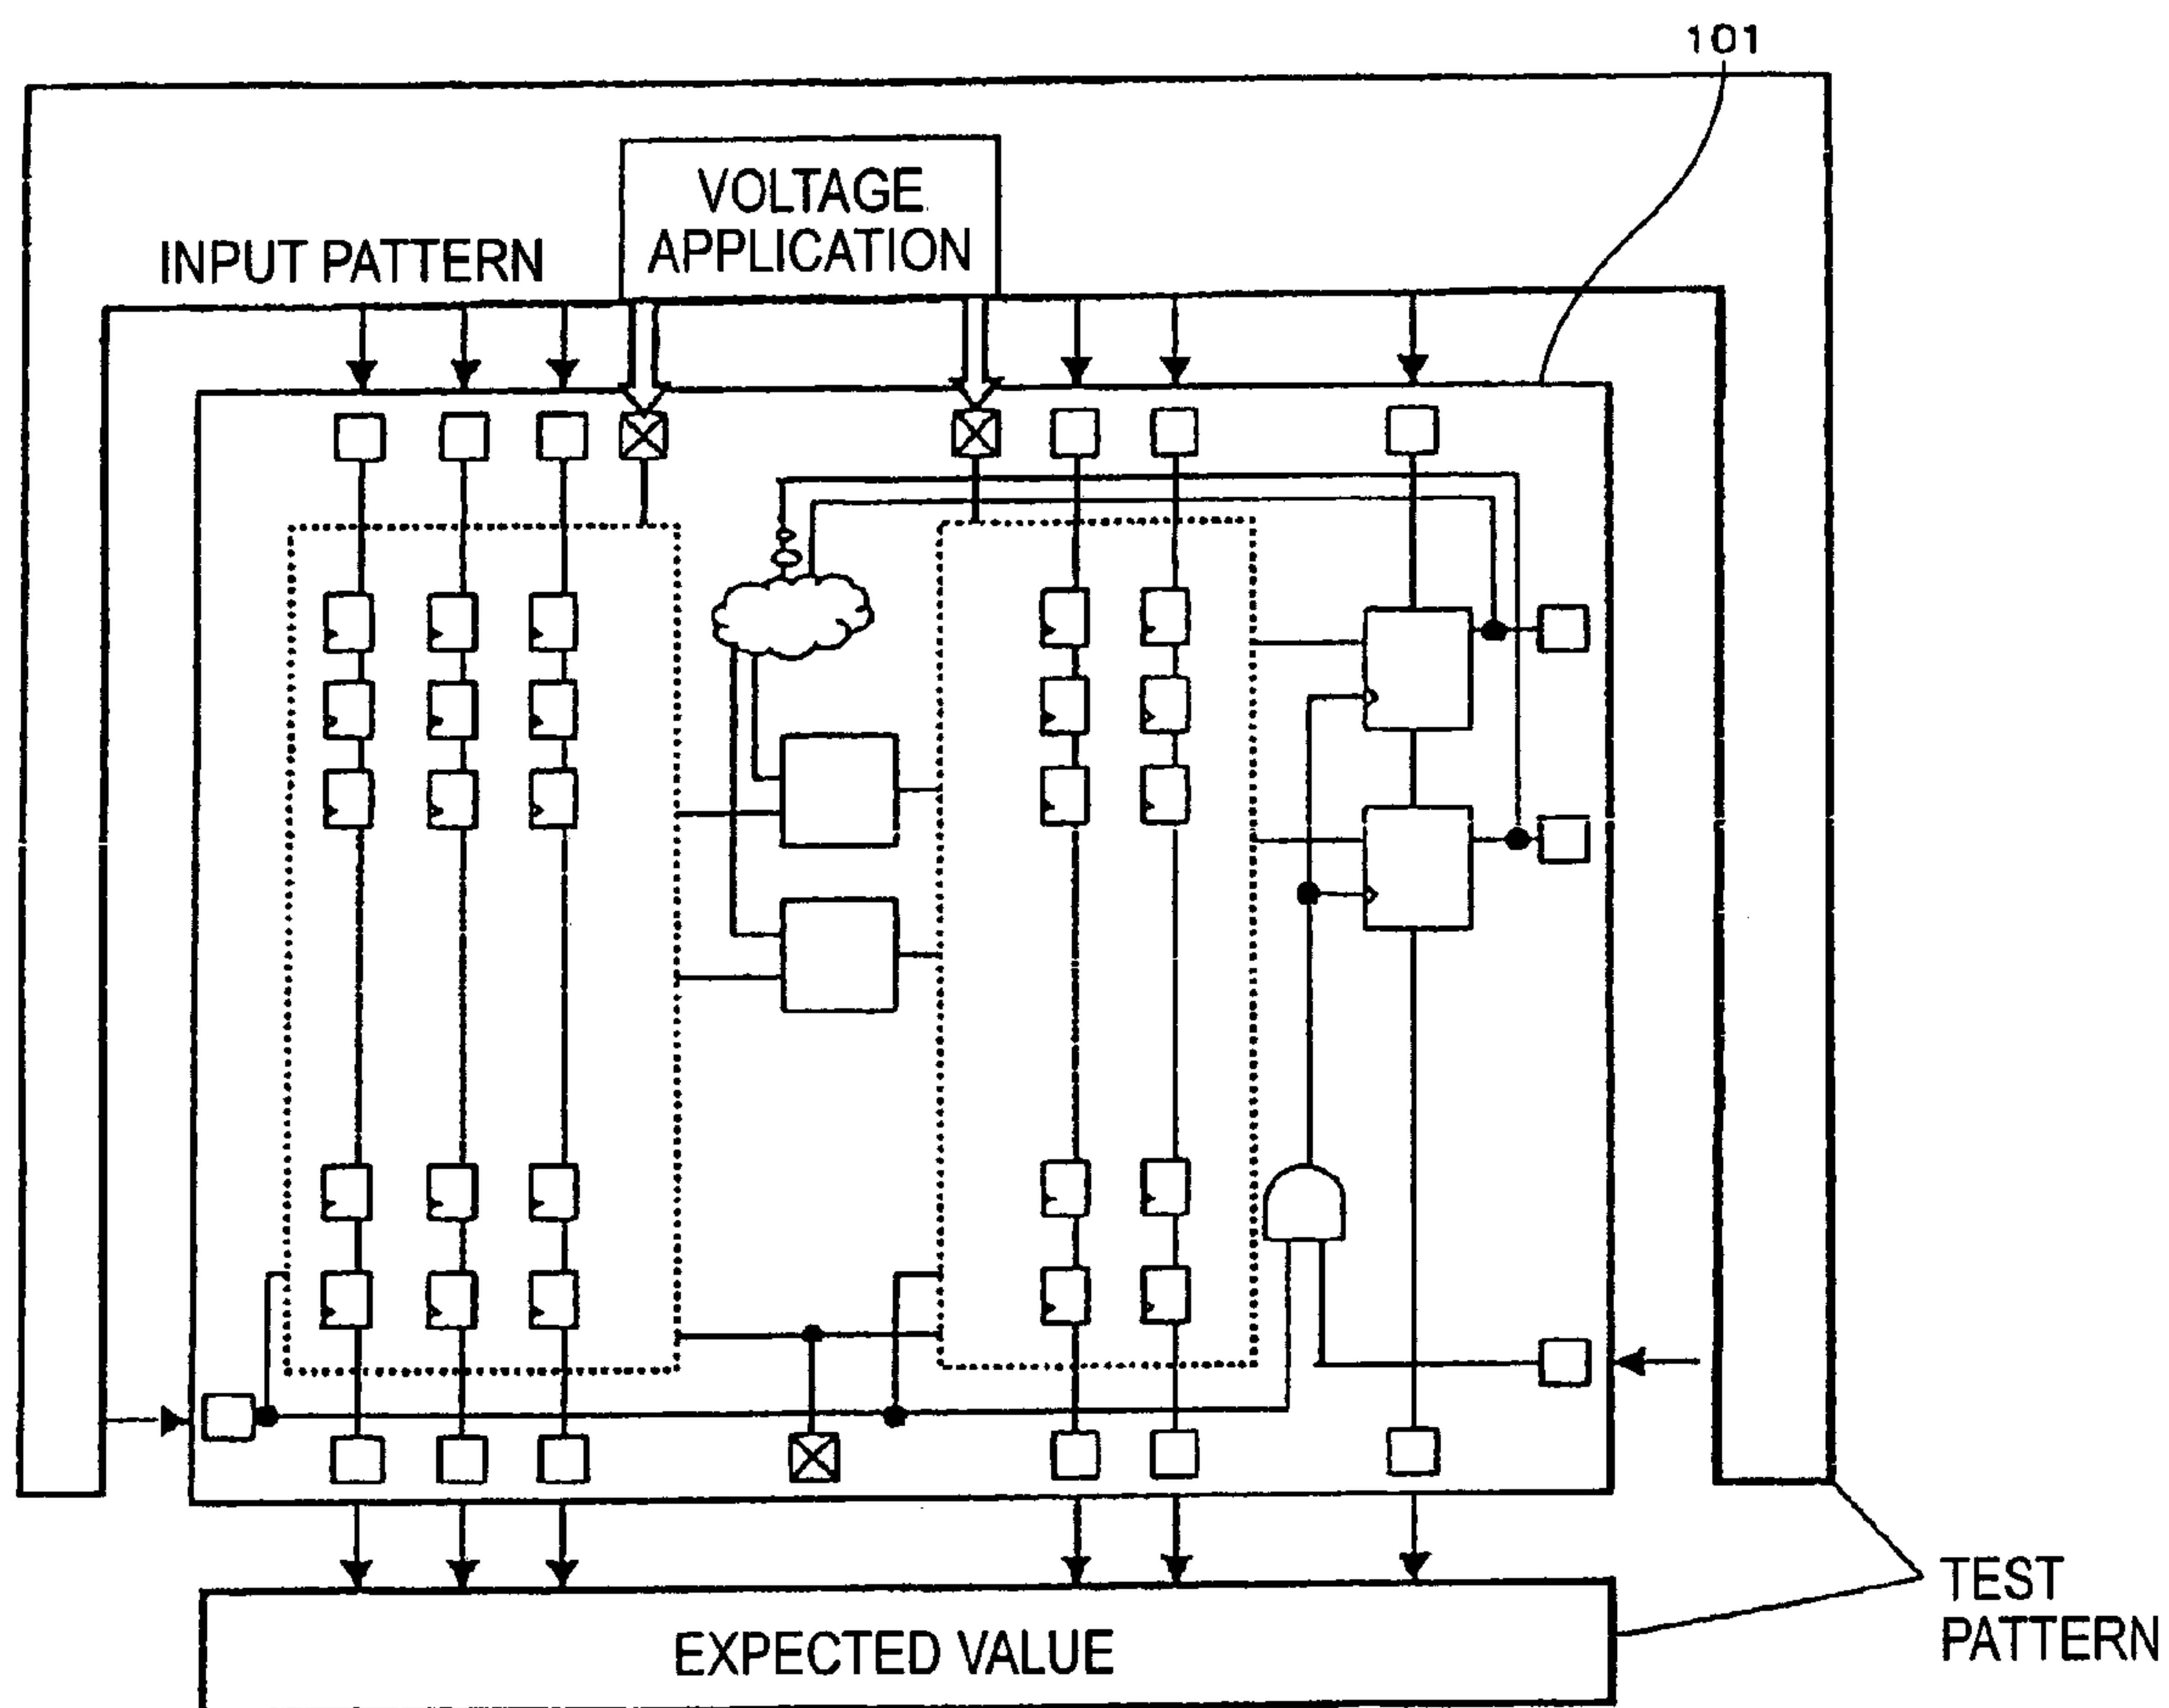 101
VOLTAGE
APPLICATION
INPUT PATTERN
TEST
PATTERN
EXPECTED VALUE